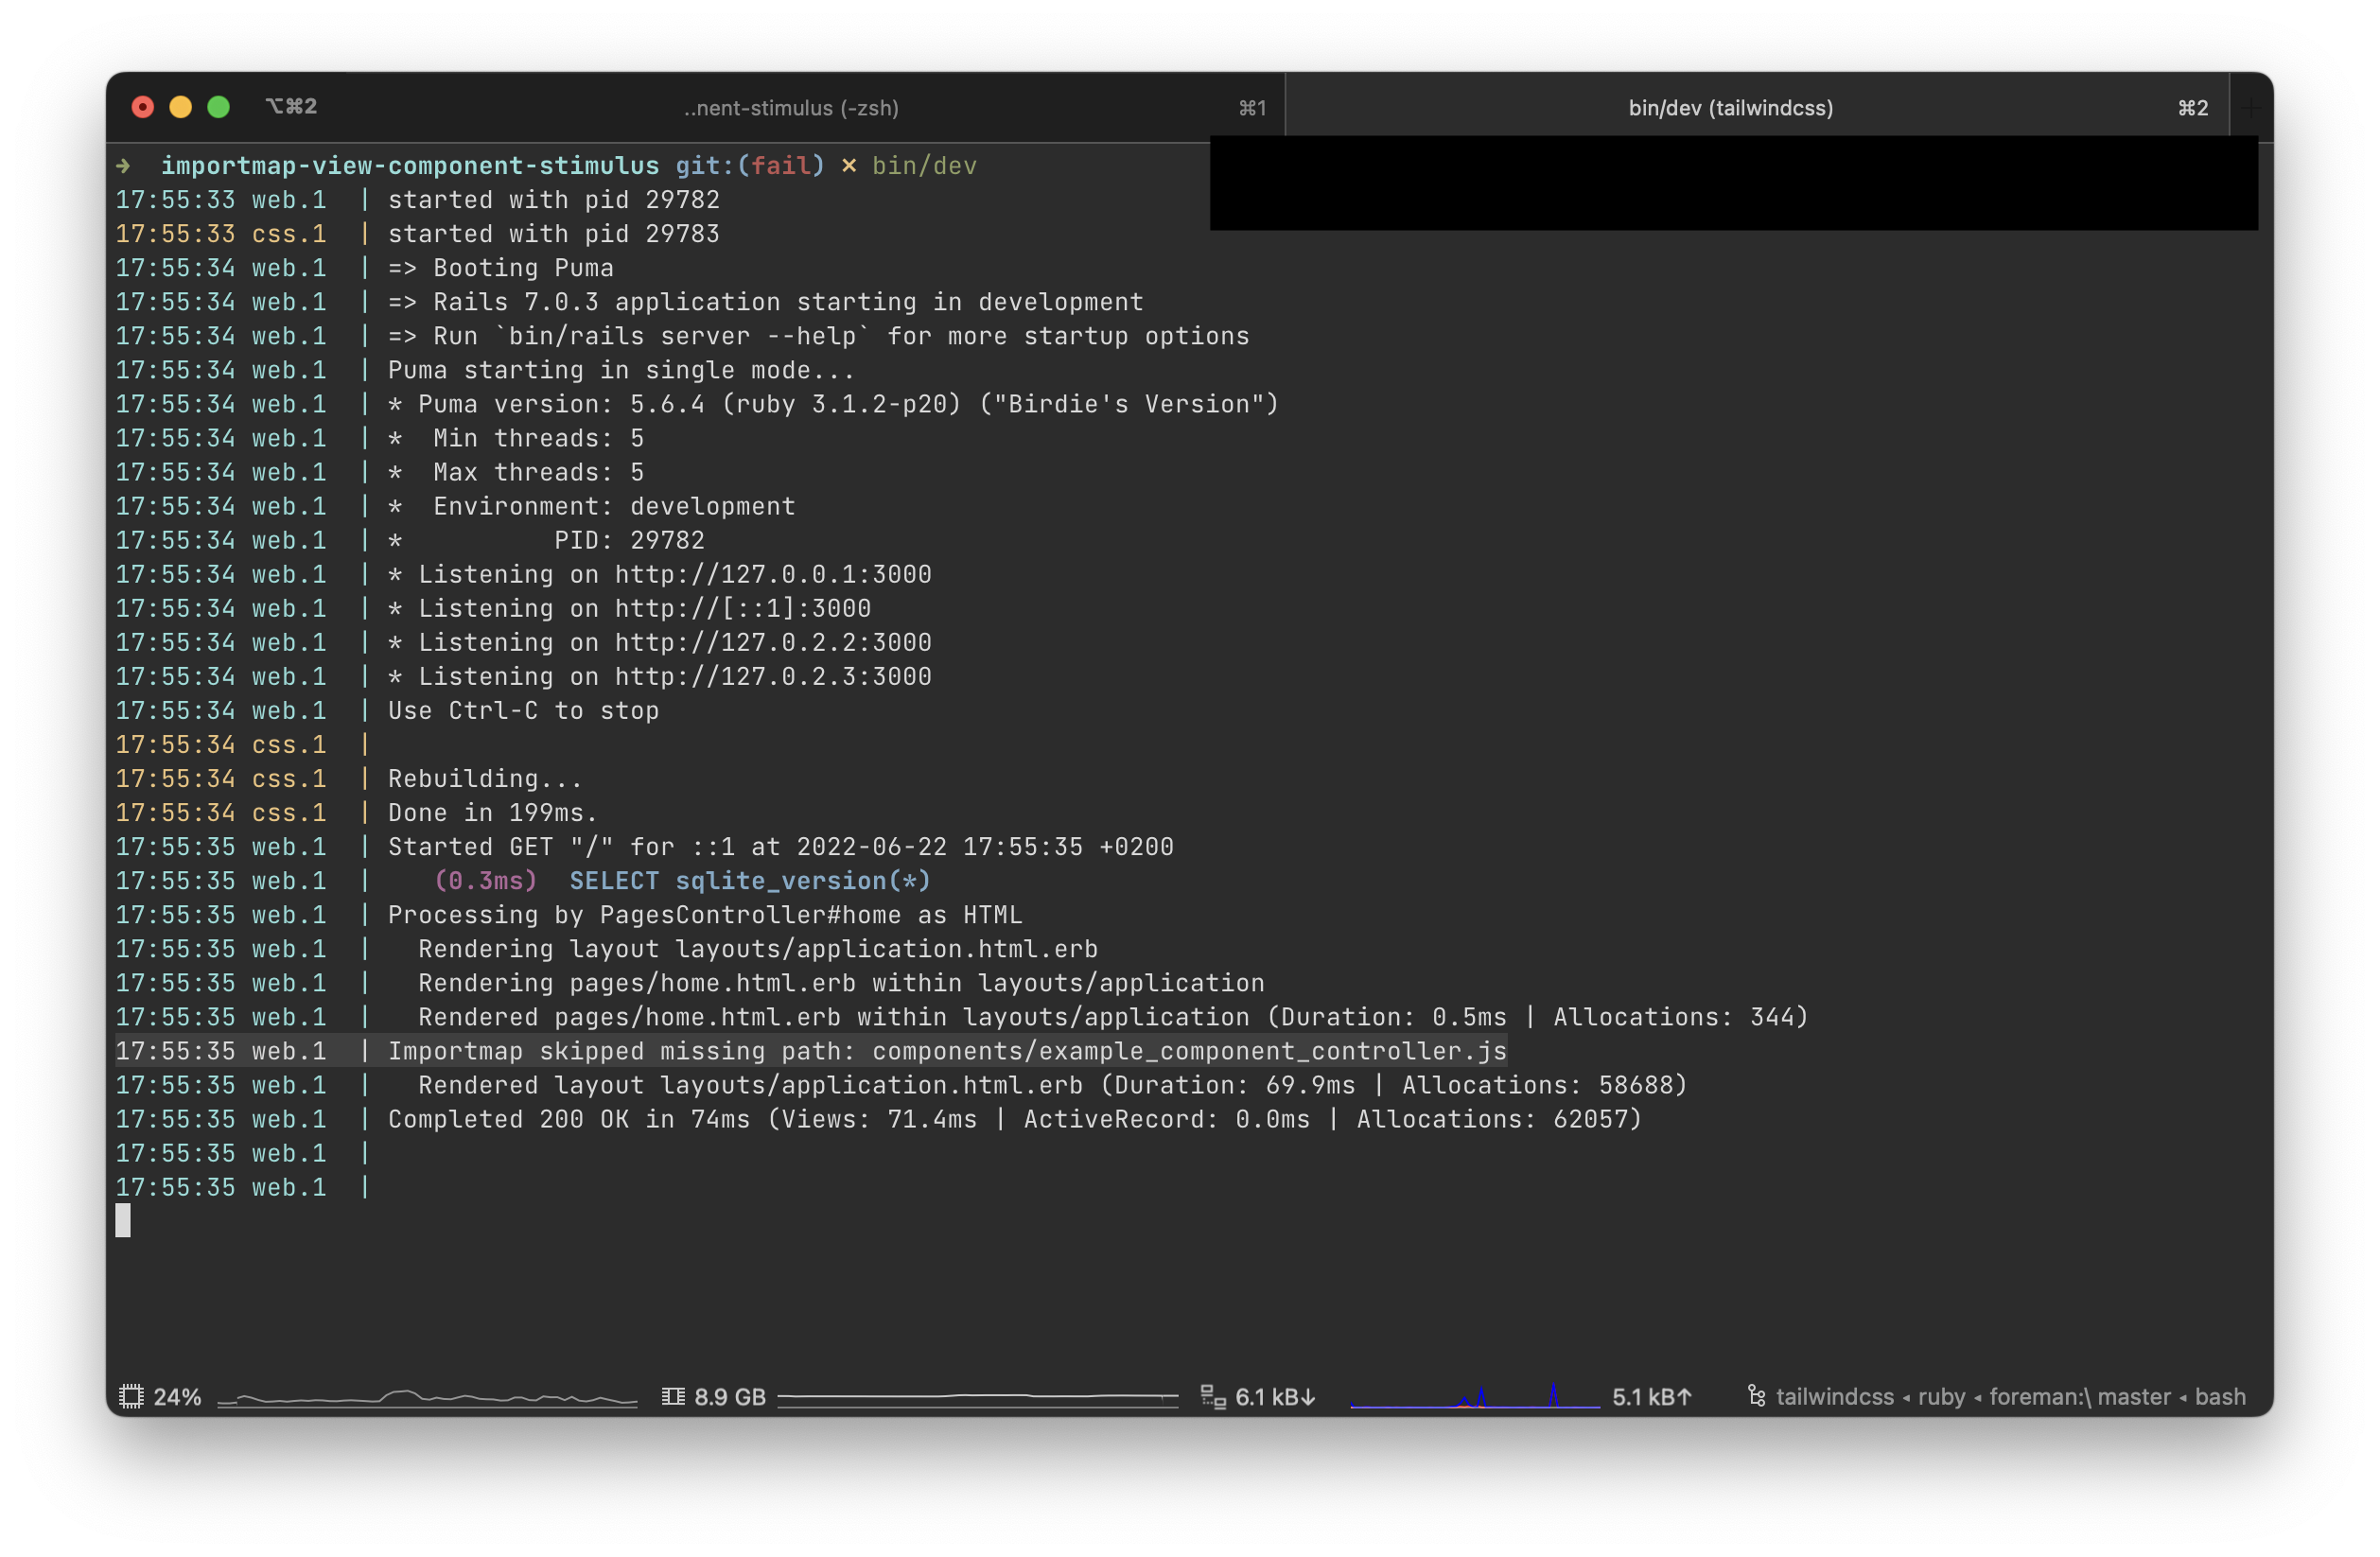 ⌥⌘2 ..nent-stimulus (-zsh) ⌘1 bin/dev (tailwindcss) ⌘2
➜ importmap-view-component-stimulus git:(fail) ✗ bin/dev
17:55:33 web.1  | started with pid 29782
17:55:33 css.1  | started with pid 29783
17:55:34 web.1  | => Booting Puma
17:55:34 web.1  | => Rails 7.0.3 application starting in development
17:55:34 web.1  | => Run `bin/rails server --help` for more startup options
17:55:34 web.1  | Puma starting in single mode...
17:55:34 web.1  | * Puma version: 5.6.4 (ruby 3.1.2-p20) ("Birdie's Version")
17:55:34 web.1  | *  Min threads: 5
17:55:34 web.1  | *  Max threads: 5
17:55:34 web.1  | *  Environment: development
17:55:34 web.1  | *          PID: 29782
17:55:34 web.1  | * Listening on http://127.0.0.1:3000
17:55:34 web.1  | * Listening on http://[::1]:3000
17:55:34 web.1  | * Listening on http://127.0.2.2:3000
17:55:34 web.1  | * Listening on http://127.0.2.3:3000
17:55:34 web.1  | Use Ctrl-C to stop
17:55:34 css.1  |
17:55:34 css.1  | Rebuilding...
17:55:34 css.1  | Done in 199ms.
17:55:35 web.1  | Started GET "/" for ::1 at 2022-06-22 17:55:35 +0200
17:55:35 web.1  |    (0.3ms)  SELECT sqlite_version(*)
17:55:35 web.1  | Processing by PagesController#home as HTML
17:55:35 web.1  |   Rendering layout layouts/application.html.erb
17:55:35 web.1  |   Rendering pages/home.html.erb within layouts/application
17:55:35 web.1  |   Rendered pages/home.html.erb within layouts/application (Duration: 0.5ms | Allocations: 344)
17:55:35 web.1  | Importmap skipped missing path: components/example_component_controller.js
17:55:35 web.1  |   Rendered layout layouts/application.html.erb (Duration: 69.9ms | Allocations: 58688)
17:55:35 web.1  | Completed 200 OK in 74ms (Views: 71.4ms | ActiveRecord: 0.0ms | Allocations: 62057)
17:55:35 web.1  |
17:55:35 web.1  |
24% 8.9 GB 6.1 kB↓ 5.1 kB↑ tailwindcss ◂ ruby ◂ foreman:\ master ◂ bash